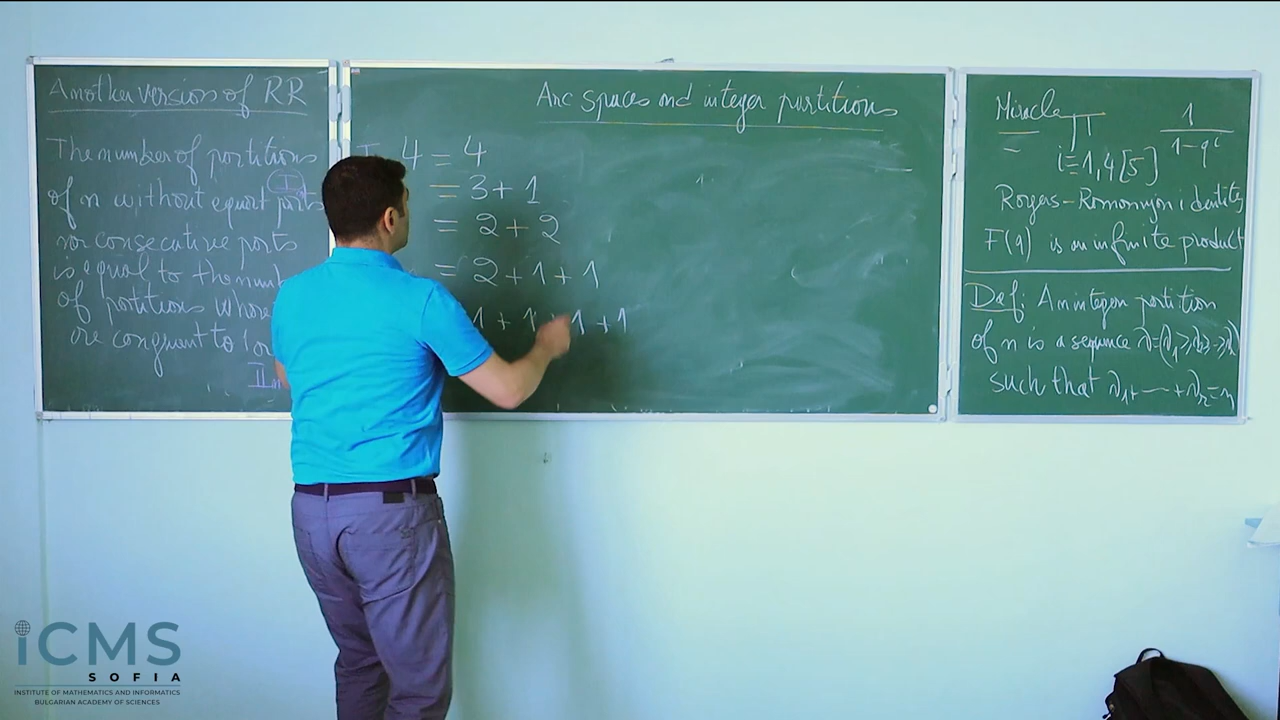 Another version of RR
The number of partitions
I
of n without equal parts
nor consecutive parts
is equal to the num
of partitions whose
are congruent to 1 or
II
Arc spaces and integer partitions
I 4 = 4
= 3 + 1
= 2 + 2
= 2 + 1 + 1
1 + 1 + 1 + 1
Miracle ∏ 1/(1-q^i)
i≡1,4[5]
Rogers-Ramanujan identities
F(q) is an infinite product
Def: An integer partition
of n is a sequence λ=(λ₁≥λ₂≥...≥λr)
such that λ₁+---+λr=n
iCMS
SOFIA
INSTITUTE OF MATHEMATICS AND INFORMATICS
BULGARIAN ACADEMY OF SCIENCES